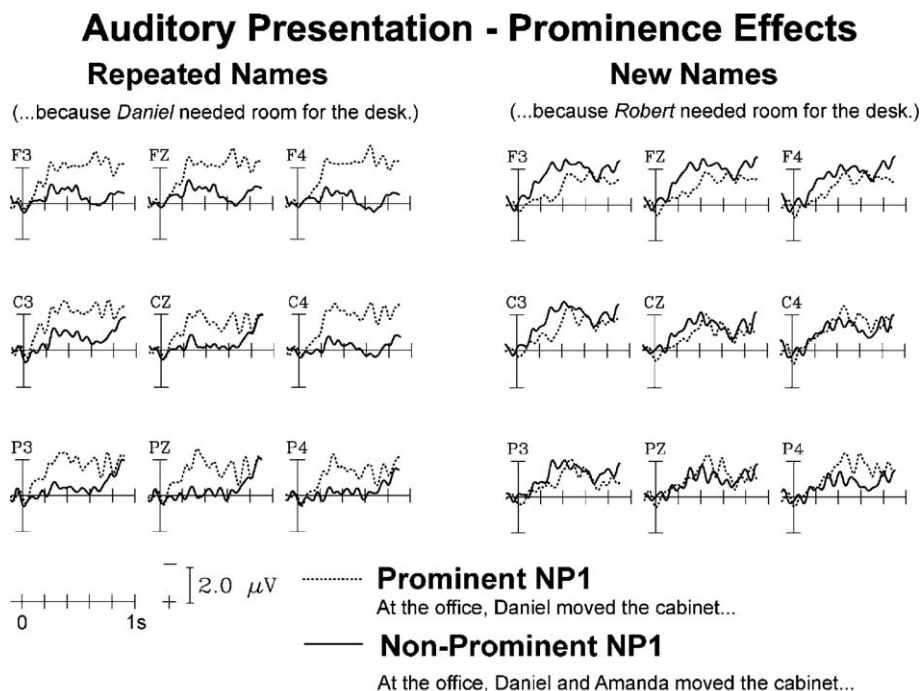 Auditory Presentation - Prominence Effects
Repeated Names
(...because Daniel needed room for the desk.)
New Names
(...because Robert needed room for the desk.)
F3 FZ F4
C3 CZ C4
P3 PZ P4
F3 FZ F4
C3 CZ C4
P3 PZ P4
0 1s
− + 2.0 μV
Prominent NP1
At the office, Daniel moved the cabinet...
Non-Prominent NP1
At the office, Daniel and Amanda moved the cabinet...